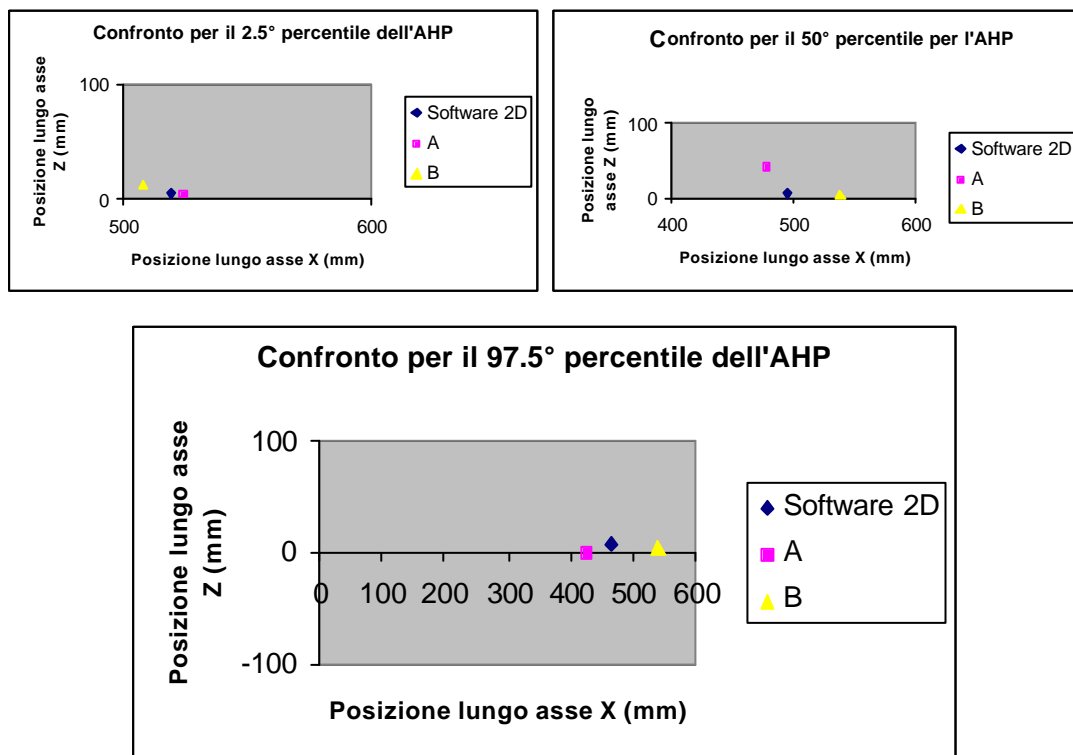 Confronto per il 2.5° percentile dell'AHP
Posizione lungo asse
Z (mm)
100
0
500
600
Posizione lungo asse X (mm)
Software 2D
A
B
Confronto per il 50° percentile per l'AHP
Posizione lungo
asse Z (mm)
100
0
400
500
600
Posizione lungo asse X (mm)
Software 2D
A
B
Confronto per il 97.5° percentile dell'AHP
Posizione lungo asse
Z (mm)
100
0
-100
0 100 200 300 400 500 600
Posizione lungo asse X (mm)
Software 2D
A
B